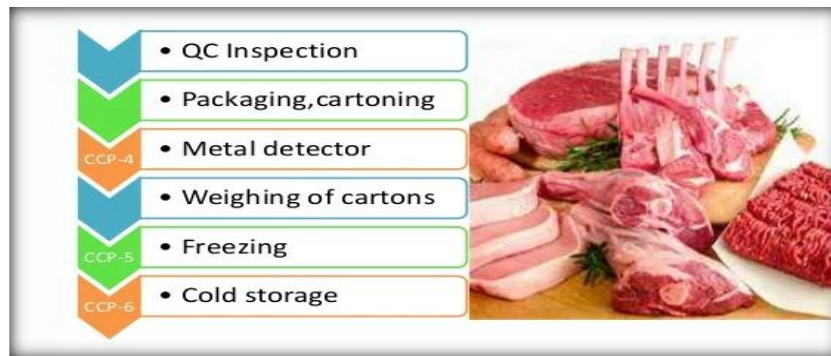 • QC Inspection
• Packaging,cartoning
CCP-4 • Metal detector
• Weighing of cartons
CCP-5 • Freezing
CCP-6 • Cold storage